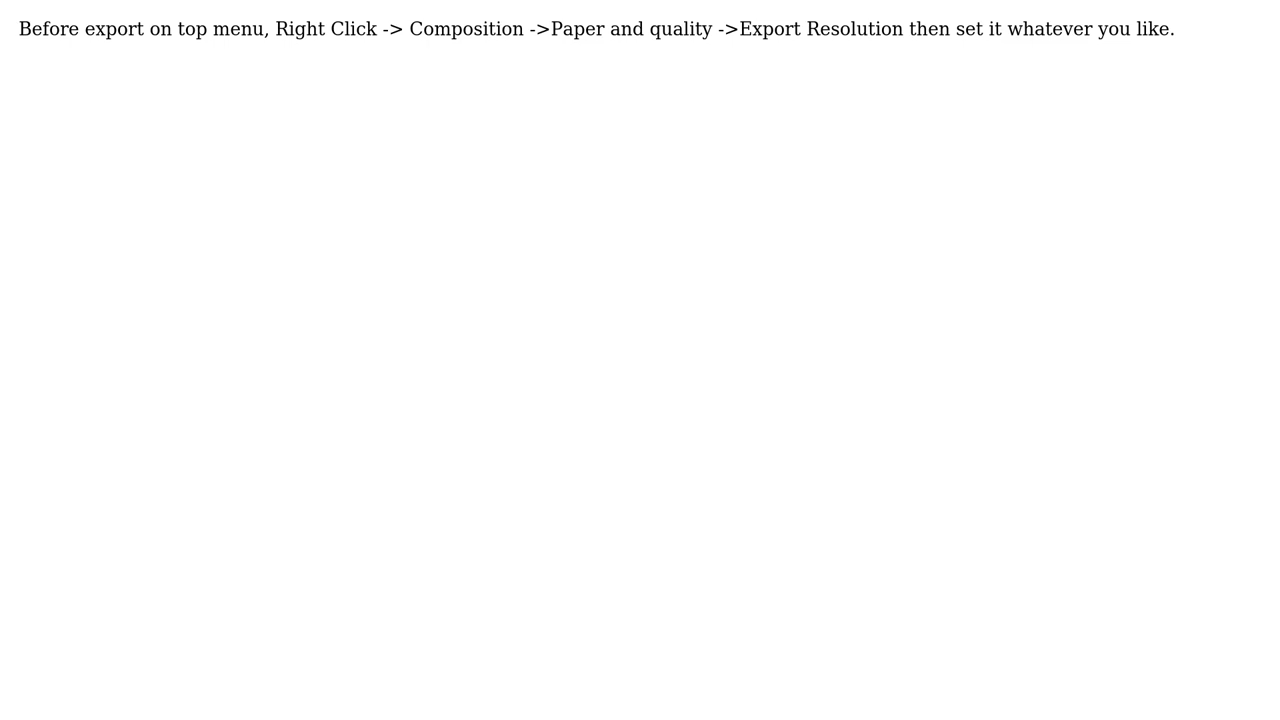 Before export on top menu, Right Click -> Composition ->Paper and quality ->Export Resolution then set it whatever you like.